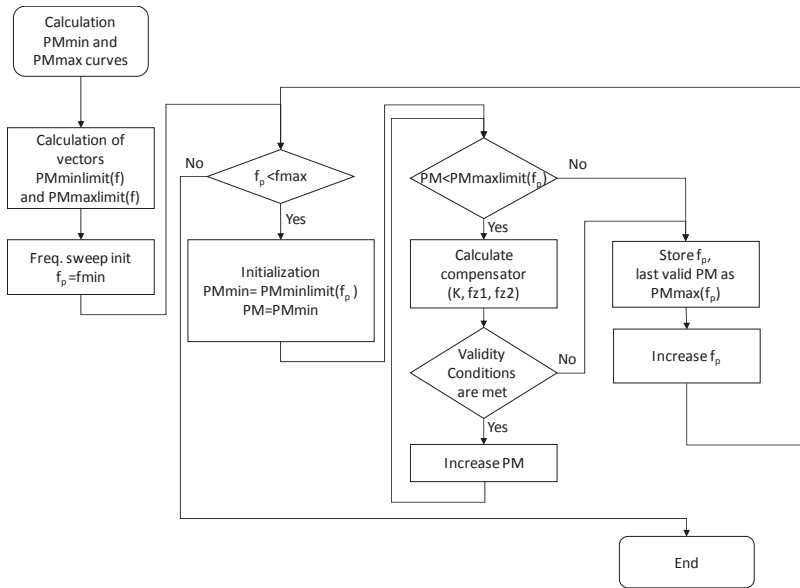 Calculation
PMmin and
PMmax curves
Calculation of
vectors
PMminlimit(f)
and PMmaxlimit(f)
Freq. sweep init
fp=fmin
No
fp<fmax
Yes
Initialization
PMmin= PMminlimit(fp)
PM=PMmin
PM<PMmaxlimit(fp)
No
Yes
Calculate
compensator
(K, fz1, fz2)
Validity
Conditions
are met
No
Yes
Increase PM
Store fp,
last valid PM as
PMmax(fp)
Increase fp
End